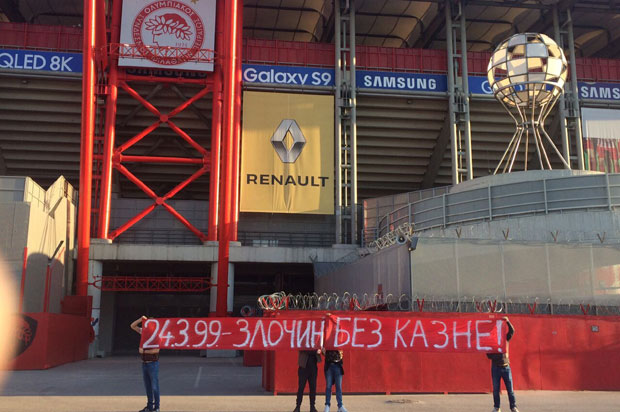 QLED 8K
Galaxy S9
SAMSUNG
SAMSUNG
RENAULT
24.3.99.-ЗЛОЧИН БЕЗ КАЗНЕ!